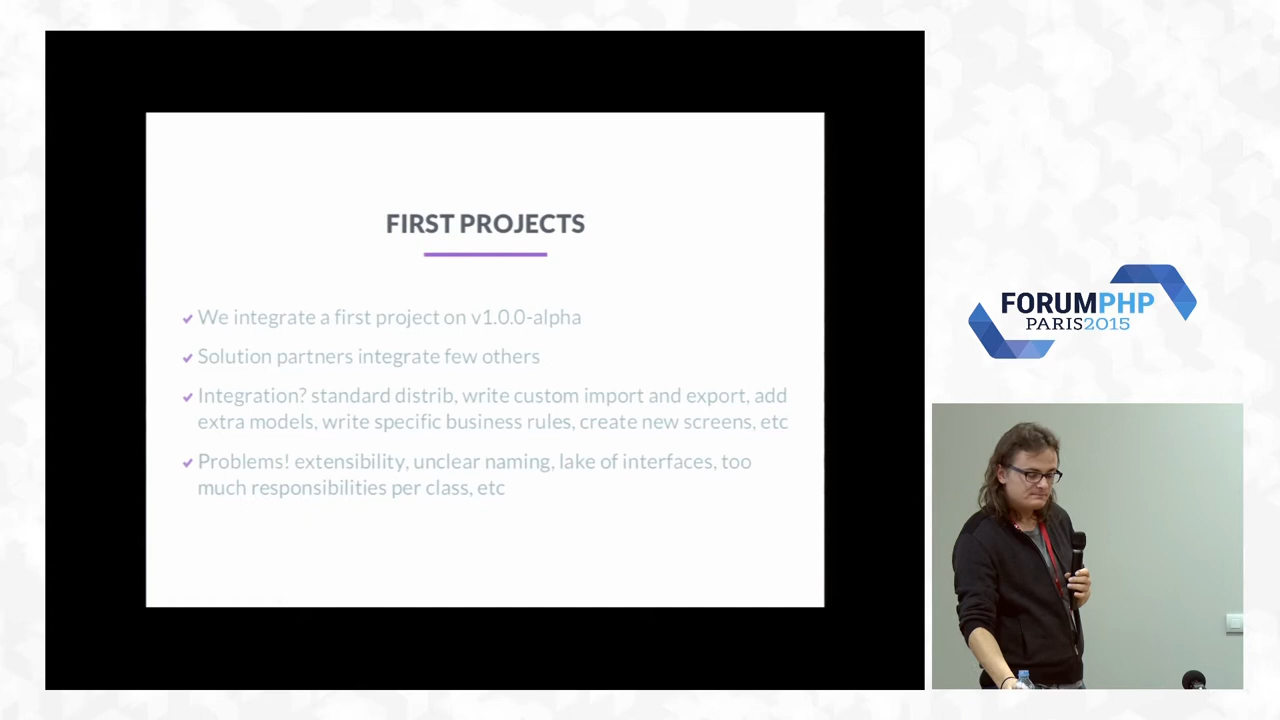 FIRST PROJECTS
We integrate a first project on v1.0.0-alpha
Solution partners integrate few others
Integration? standard distrib, write custom import and export, add
extra models, write specific business rules, create new screens, etc
Problems! extensibility, unclear naming, lake of interfaces, too
much responsibilities per class, etc
FORUMPHP
PARIS2015